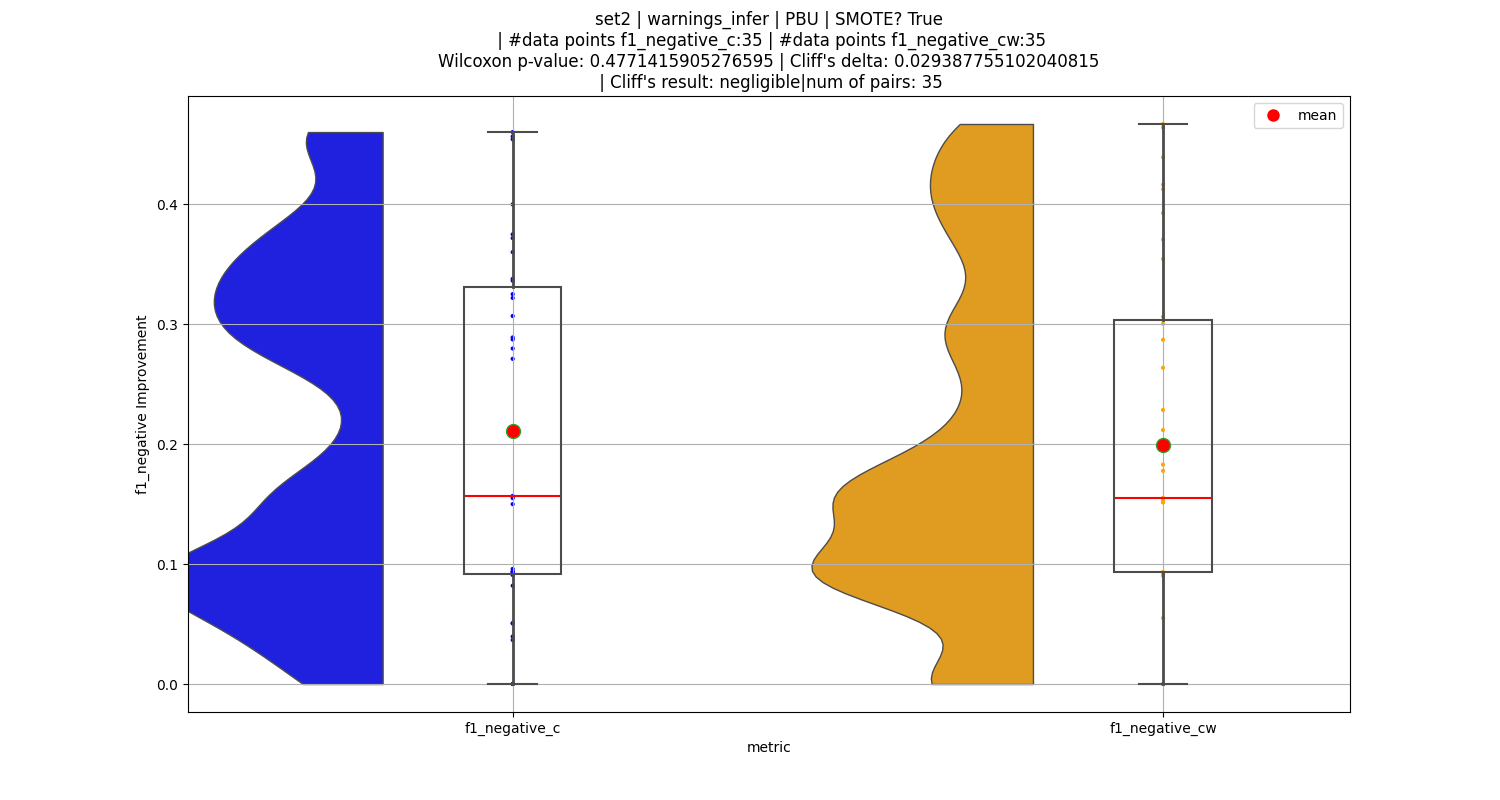 set2 | warnings_infer | PBU | SMOTE? True
| #data points f1_negative_c:35 | #data points f1_negative_cw:35
Wilcoxon p-value: 0.4771415905276595 | Cliff's delta: 0.029387755102040815
| Cliff's result: negligible|num of pairs: 35
mean
f1_negative Improvement
0.4
0.3
0.2
0.1
0.0
f1_negative_c
f1_negative_cw
metric